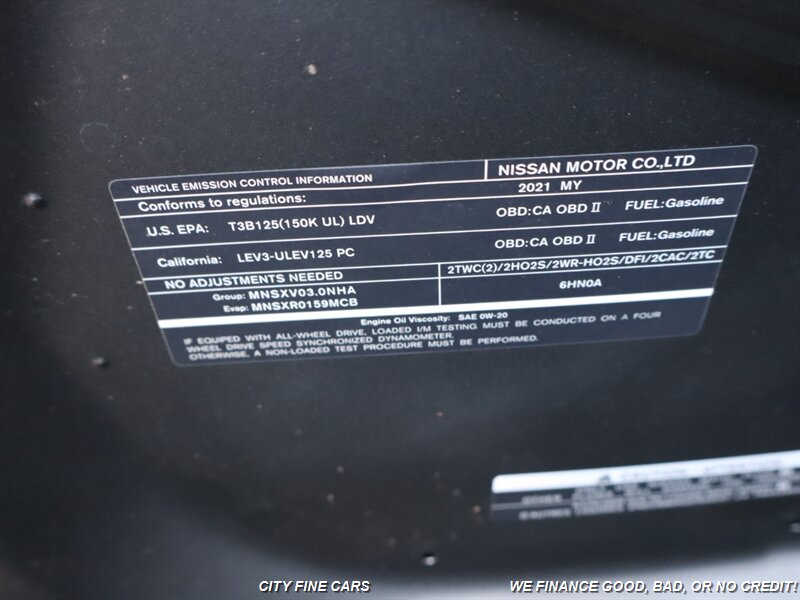 VEHICLE EMISSION CONTROL INFORMATION NISSAN MOTOR CO.,LTD
Conforms to regulations: 2021 MY
U.S. EPA: T3B125(150K UL) LDV OBD:CA OBD II FUEL:Gasoline
California: LEV3-ULEV125 PC OBD:CA OBD II FUEL:Gasoline
NO ADJUSTMENTS NEEDED 2TWC(2)/2HO2S/2WR-HO2S/DFI/2CAC/2TC
Group: MNSXV03.0NHA 6HN0A
Evap: MNSXR0159MCB
Engine Oil Viscosity: SAE 0W-20
IF EQUIPED WITH ALL-WHEEL DRIVE, LOADED I/M TESTING MUST BE CONDUCTED ON A FOUR
WHEEL DRIVE SPEED SYNCHRONIZED DYNAMOMETER.
OTHERWISE, A NON-LOADED TEST PROCEDURE MUST BE PERFORMED.
CITY FINE CARS WE FINANCE GOOD, BAD, OR NO CREDIT!